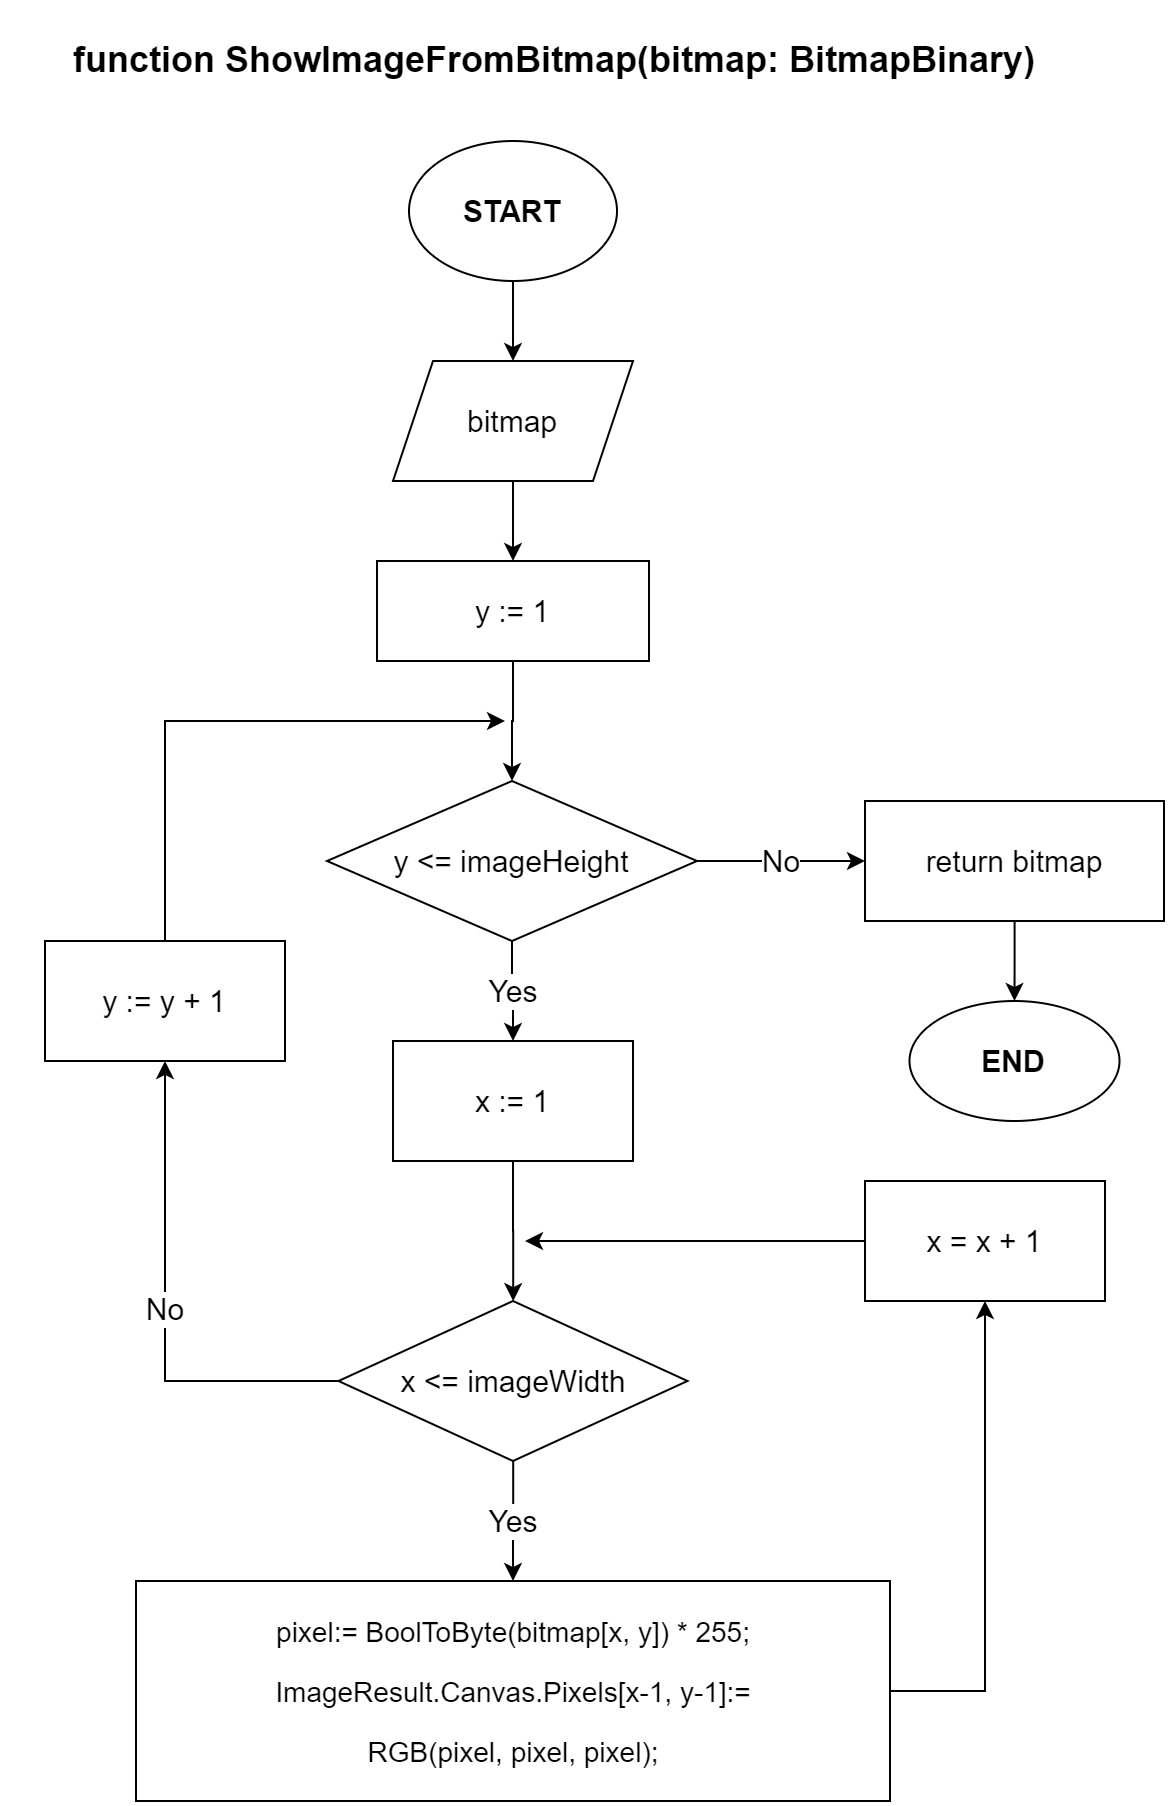 function ShowImageFromBitmap(bitmap: BitmapBinary)
START
bitmap
y := 1
y <= imageHeight
No
return bitmap
y := y + 1
Yes
END
x := 1
x = x + 1
No
x <= imageWidth
Yes
pixel:= BoolToByte(bitmap[x, y]) * 255;
ImageResult.Canvas.Pixels[x-1, y-1]:=
RGB(pixel, pixel, pixel);